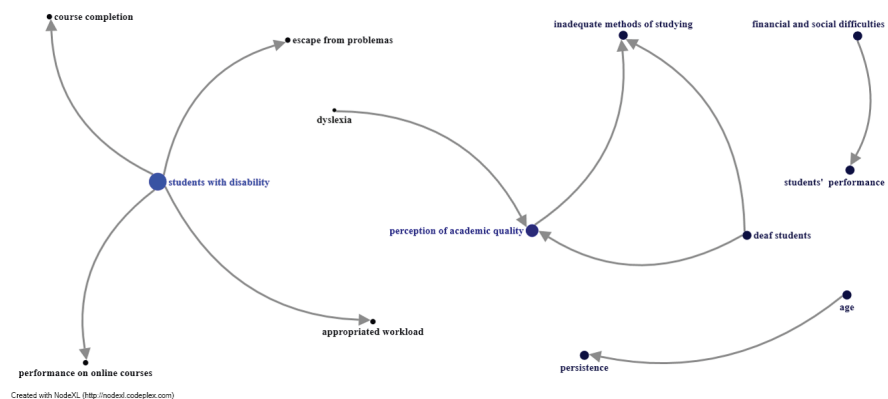 course completion
inadequate methods of studying
financial and social difficulties
escape from problemas
dyslexia
students with disability
students' performance
perception of academic quality
deaf students
age
appropriated workload
persistence
performance on online courses
Created with NodeXL (http://nodexl.codeplex.com)